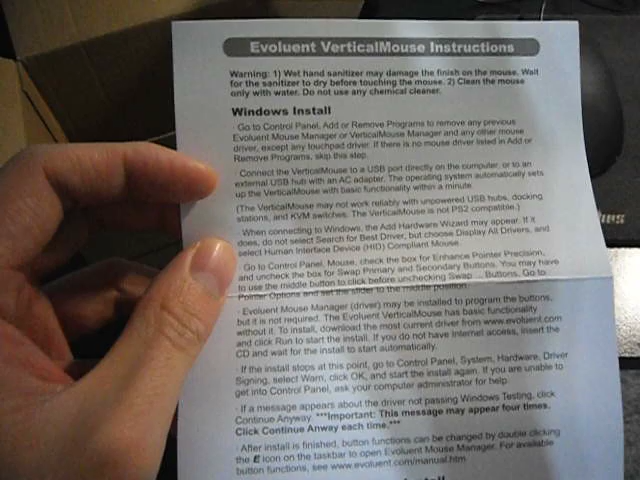 Evoluent VerticalMouse Instructions
Warning: 1) Wet hand sanitizer may damage the finish on the mouse. Wait
for the sanitizer to dry before touching the mouse. 2) Clean the mouse
only with water. Do not use any chemical cleaner.
Windows Install
· Go to Control Panel, Add or Remove Programs to remove any previous
Evoluent Mouse Manager or VerticalMouse Manager and any other mouse
driver, except any touchpad driver. If there is no mouse driver listed in Add or
Remove Programs, skip this step.
· Connect the VerticalMouse to a USB port directly on the computer, or to an
external USB hub with an AC adapter. The operating system automatically sets
up the VerticalMouse with basic functionality within a minute.
(The VerticalMouse may not work reliably with unpowered USB hubs, docking
stations, and KVM switches. The VerticalMouse is not PS2 compatible.)
· When connecting to Windows, the Add Hardware Wizard may appear. If it
does, do not select Search for Best Driver, but choose Display All Drivers, and
select Human Interface Device (HID) Compliant Mouse.
· Go to Control Panel, Mouse, check the box for Enhance Pointer Precision,
and uncheck the box for Swap Primary and Secondary Buttons. You may have
to use the middle button to click before unchecking Swap ... Buttons. Go to
Pointer Options and set the slider to the middle position.
· Evoluent Mouse Manager (driver) may be installed to program the buttons,
but it is not required. The Evoluent VerticalMouse has basic functionality
without it. To install, download the most current driver from www.evoluent.com
and click Run to start the install. If you do not have Internet access, insert the
CD and wait for the install to start automatically.
· If the install stops at this point, go to Control Panel, System, Hardware, Driver
Signing, select Warn, click OK, and start the install again. If you are unable to
get into Control Panel, ask your computer administrator for help.
· If a message appears about the driver not passing Windows Testing, click
Continue Anyway. ***Important: This message may appear four times.
Click Continue Anway each time.***
· After install is finished, button functions can be changed by double clicking
the E icon on the taskbar to open Evoluent Mouse Manager. For available
button functions, see www.evoluent.com/manual.htm